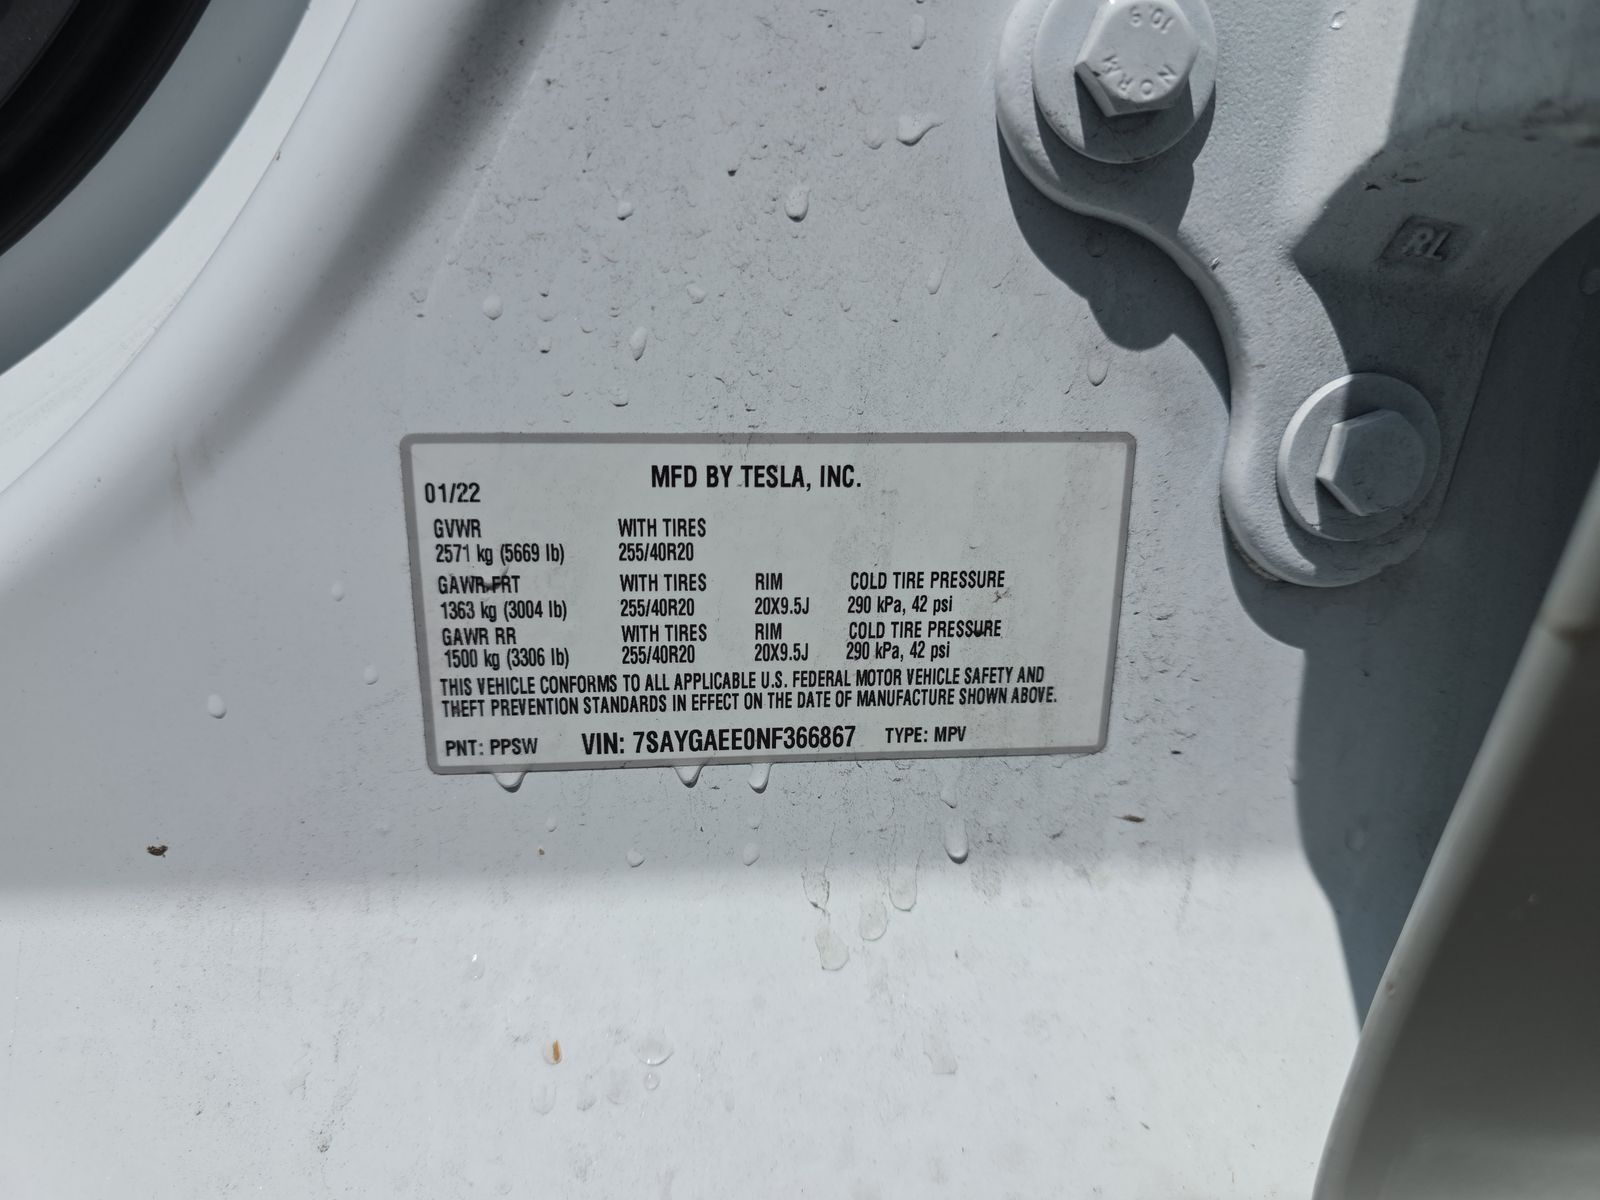 10.9
NORM
RL
MFD BY TESLA, INC.
01/22
GVWR WITH TIRES
2571 kg (5669 lb) 255/40R20
GAWR FRT WITH TIRES RIM COLD TIRE PRESSURE
1363 kg (3004 lb) 255/40R20 20X9.5J 290 kPa, 42 psi
GAWR RR WITH TIRES RIM COLD TIRE PRESSURE
1500 kg (3306 lb) 255/40R20 20X9.5J 290 kPa, 42 psi
THIS VEHICLE CONFORMS TO ALL APPLICABLE U.S. FEDERAL MOTOR VEHICLE SAFETY AND
THEFT PREVENTION STANDARDS IN EFFECT ON THE DATE OF MANUFACTURE SHOWN ABOVE.
PNT: PPSW VIN: 7SAYGAEE0NF366867 TYPE: MPV